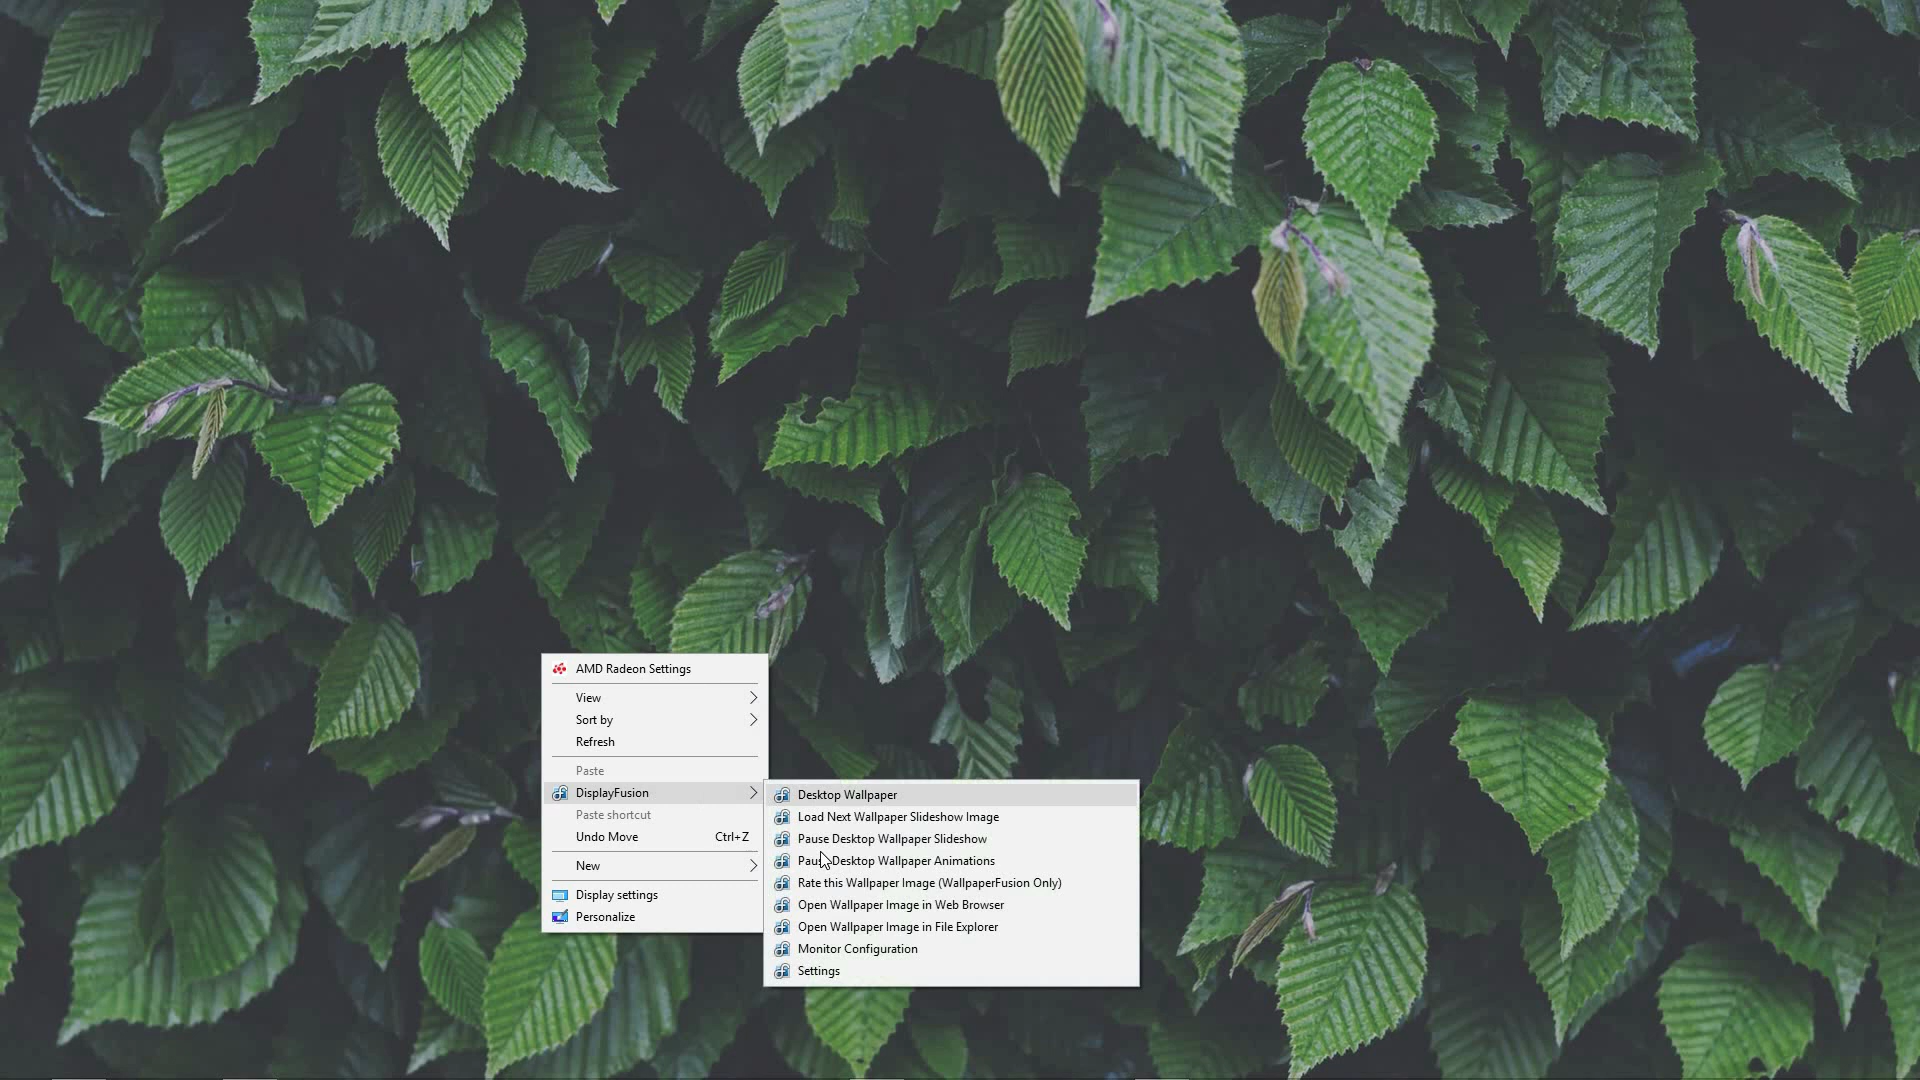 AMD Radeon Settings
View
Sort by
Refresh
Paste
DisplayFusion
Paste shortcut
Undo Move Ctrl+Z
New
Display settings
Personalize
Desktop Wallpaper
Load Next Wallpaper Slideshow Image
Pause Desktop Wallpaper Slideshow
Pause Desktop Wallpaper Animations
Rate this Wallpaper Image (WallpaperFusion Only)
Open Wallpaper Image in Web Browser
Open Wallpaper Image in File Explorer
Monitor Configuration
Settings